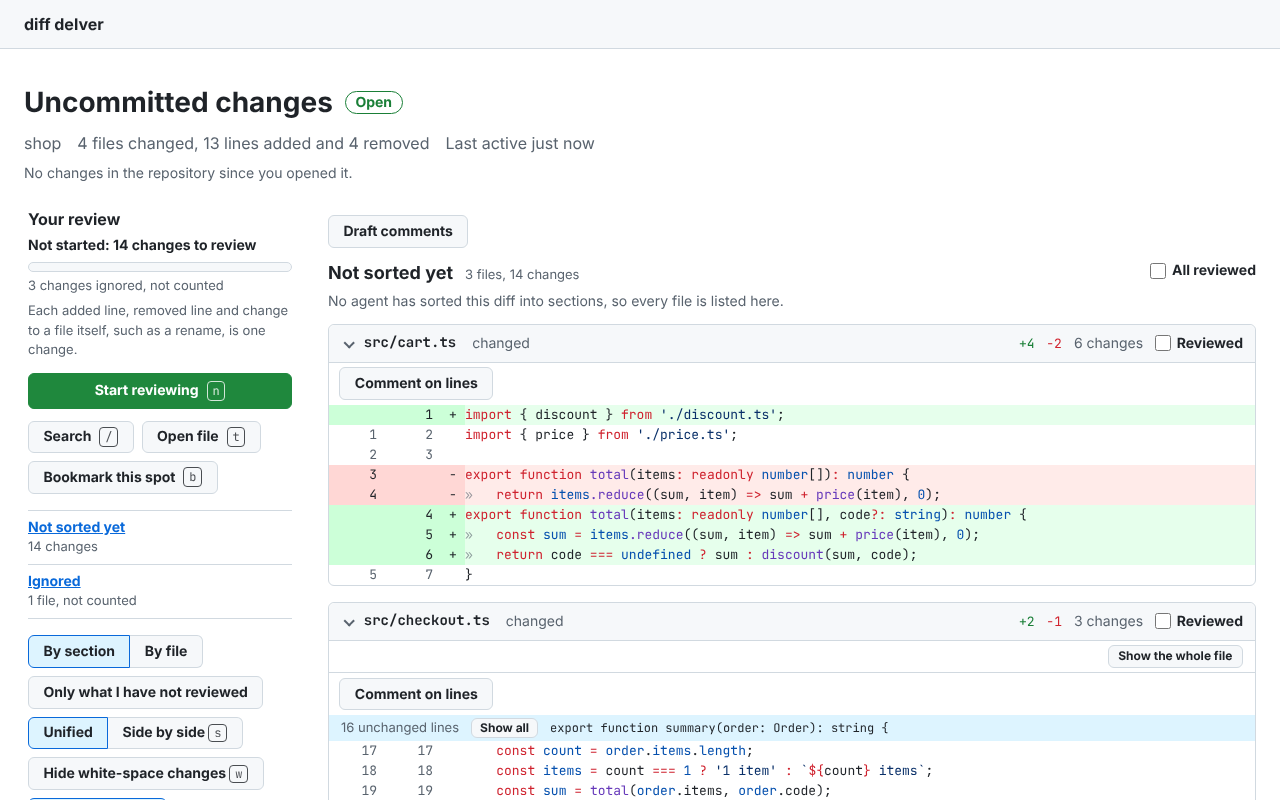 diff delver
Uncommitted changes Open
shop 4 files changed, 13 lines added and 4 removed Last active just now
No changes in the repository since you opened it.
Your review
Not started: 14 changes to review
3 changes ignored, not counted
Each added line, removed line and change
to a file itself, such as a rename, is one
change.
Start reviewing n
Search / Open file t
Bookmark this spot b
Not sorted yet
14 changes
Ignored
1 file, not counted
By section By file
Only what I have not reviewed
Unified Side by side s
Hide white-space changes w
Draft comments
Not sorted yet 3 files, 14 changes All reviewed
No agent has sorted this diff into sections, so every file is listed here.
src/cart.ts changed +4 -2 6 changes Reviewed
Comment on lines
1 + import { discount } from './discount.ts';
1 2 import { price } from './price.ts';
2 3
3 - export function total(items: readonly number[]): number {
4 - » return items.reduce((sum, item) => sum + price(item), 0);
4 + export function total(items: readonly number[], code?: string): number {
5 + » const sum = items.reduce((sum, item) => sum + price(item), 0);
6 + » return code === undefined ? sum : discount(sum, code);
5 7 }
src/checkout.ts changed +2 -1 3 changes Reviewed
Show the whole file
Comment on lines
16 unchanged lines Show all export function summary(order: Order): string {
17 17 const count = order.items.length;
18 18 const items = count === 1 ? '1 item' : `${count} items`;
19 19 const sum = total(order.items, order.code);